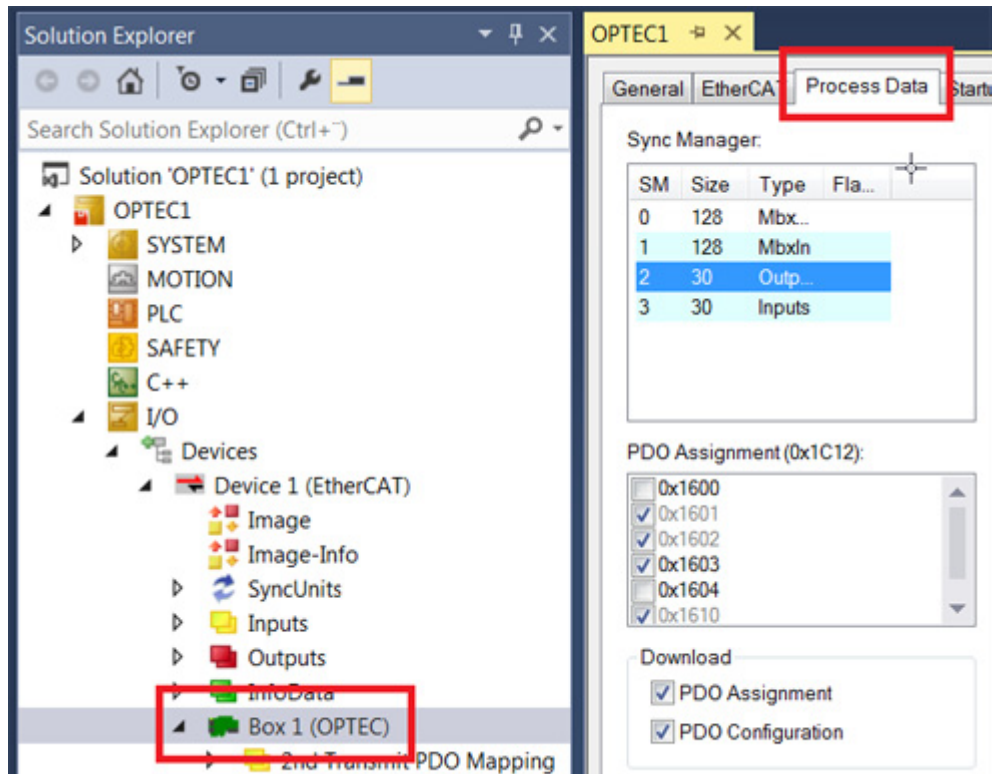 Solution Explorer
Search Solution Explorer (Ctrl+¨)
Solution 'OPTEC1' (1 project)
OPTEC1
SYSTEM
MOTION
PLC
SAFETY
C++
I/O
Devices
Device 1 (EtherCAT)
Image
Image-Info
SyncUnits
Inputs
Outputs
InfoData
Box 1 (OPTEC)
2nd Transmit PDO Mapping
OPTEC1
General EtherCAT Process Data Startu
Sync Manager:
SM Size Type Fla...
0 128 Mbx...
1 128 MbxIn
2 30 Outp...
3 30 Inputs
PDO Assignment (0x1C12):
0x1600
0x1601
0x1602
0x1603
0x1604
0x1610
Download
PDO Assignment
PDO Configuration